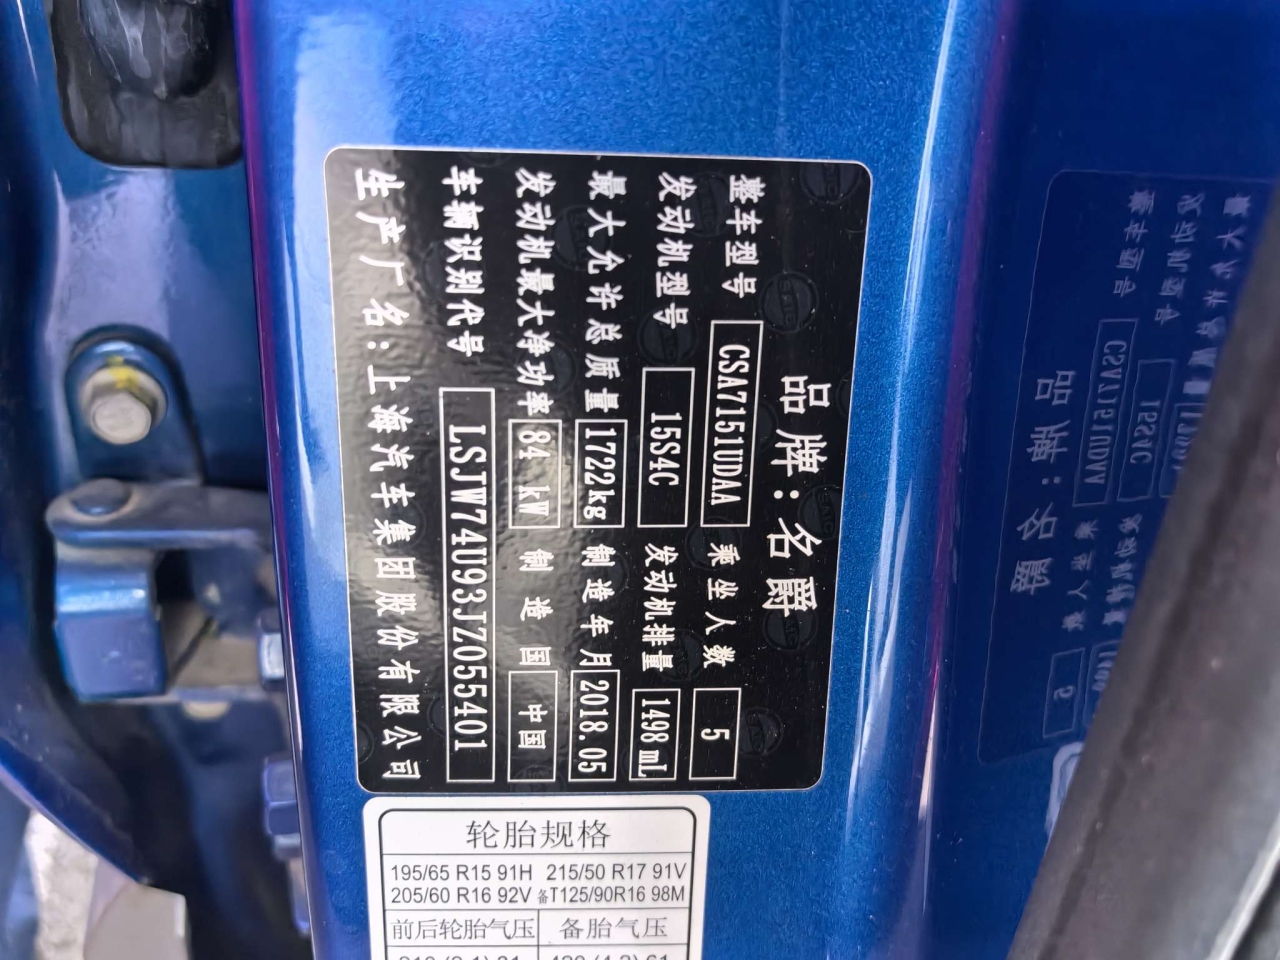 品牌:名爵
整车型号 CSA7151UDAA 乘坐人数 5
发动机型号 15S4C 发动机排量 1498 mL
最大允许总质量 1722kg 制造年月 2018.05
发动机最大净功率 84 kW 制造国 中国
车辆识别代号 LSJW74U93JZ055401
生产厂名:上海汽车集团股份有限公司
轮胎规格
195/65 R15 91H 215/50 R17 91V
205/60 R16 92V 备T125/90R16 98M
前后轮胎气压 备胎气压